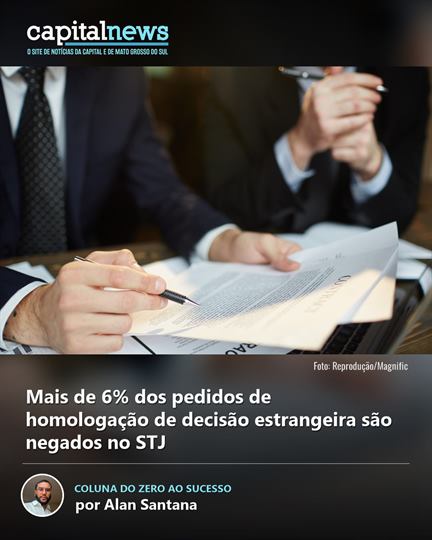 capitalnews
O SITE DE NOTÍCIAS DA CAPITAL E DE MATO GROSSO DO SUL
CONTRACT
Foto: Reprodução/Magnific
Mais de 6% dos pedidos de
homologação de decisão estrangeira são
negados no STJ
COLUNA DO ZERO AO SUCESSO
por Alan Santana